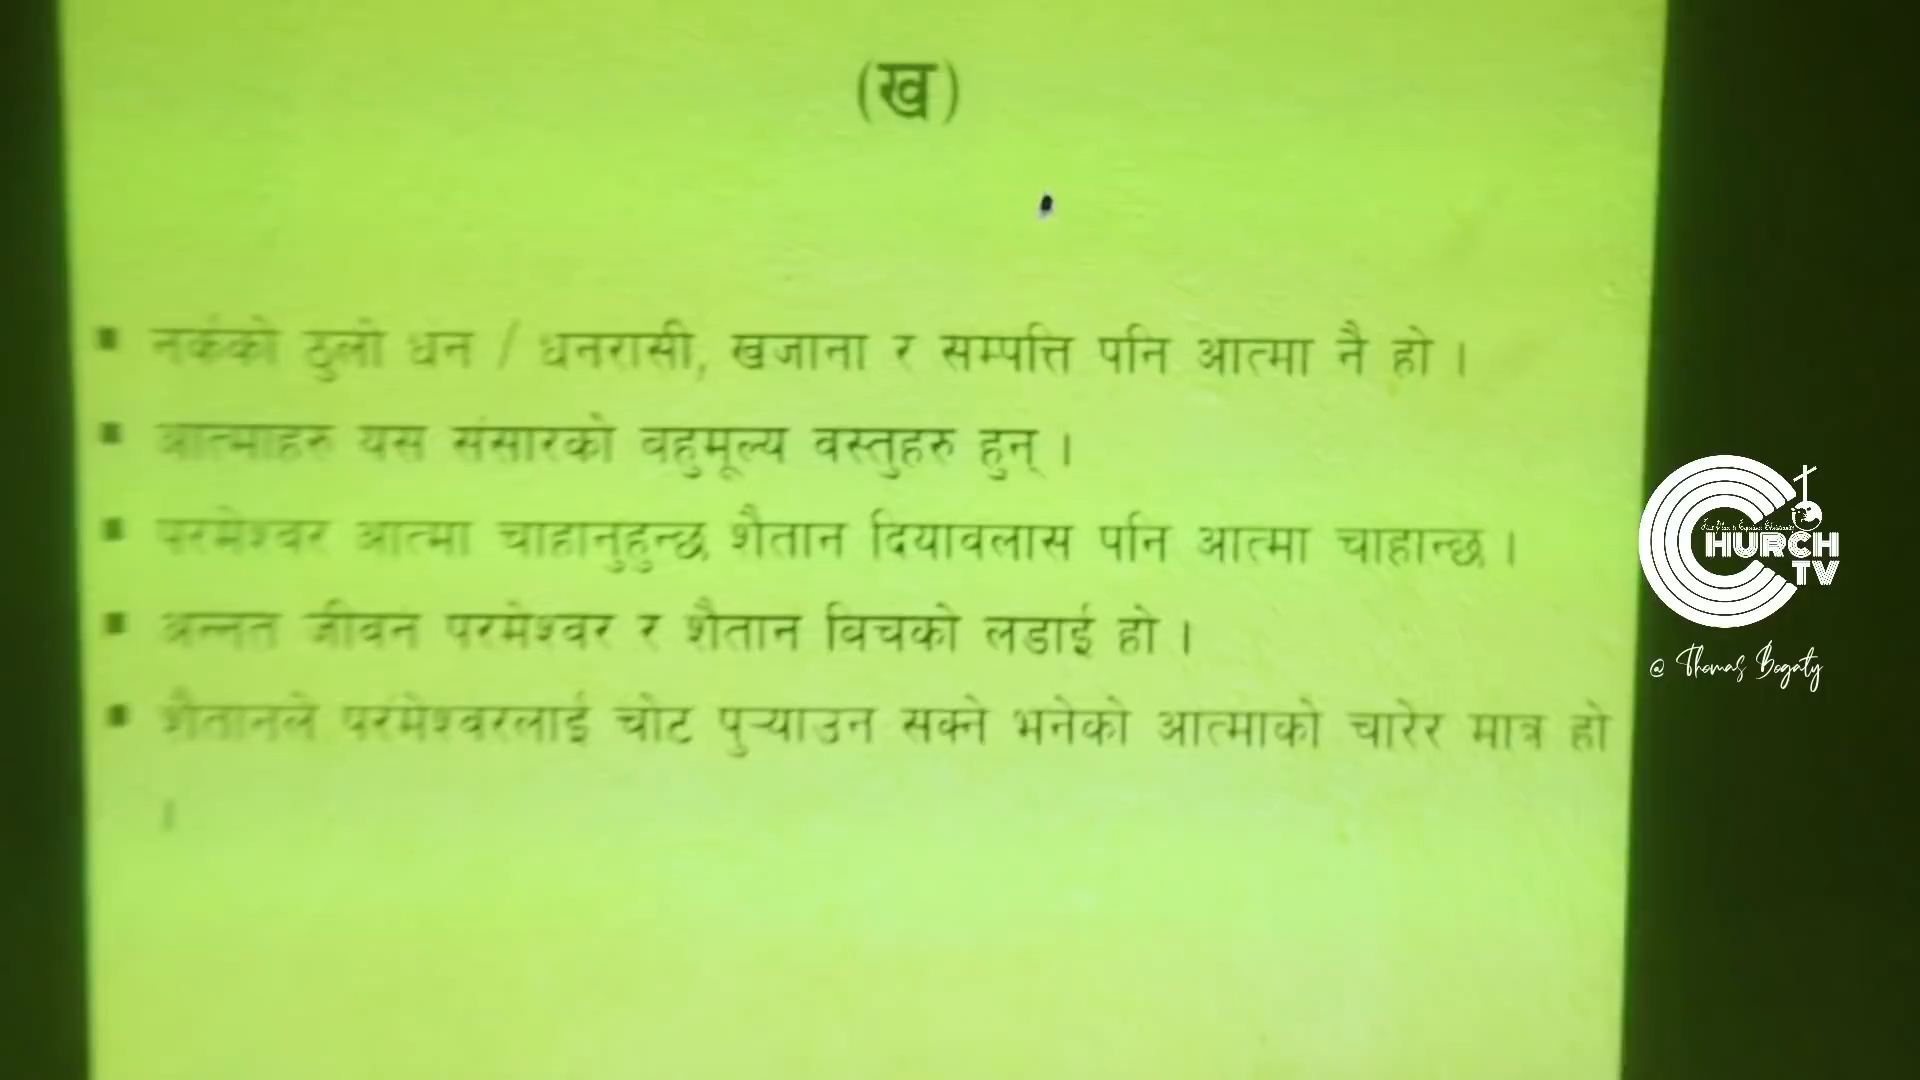 (ख)
▪ नर्कको ठुलो धन / धनरासी, खजाना र सम्पत्ति पनि आत्मा नै हो ।
▪ आत्माहरु यस संसारको बहुमूल्य वस्तुहरु हुन् ।
▪ परमेश्वर आत्मा चाहानुहुन्छ शैतान दियावलास पनि आत्मा चाहान्छ ।
▪ अन्नत जीवन परमेश्वर र शैतान बिचको लडाई हो ।
▪ शैतानले परमेश्वरलाई चोट पुऱ्याउन सक्ने भनेको आत्माको चारेर मात्र हो
।
CHURCH
TV
@ Thomas Bogaty